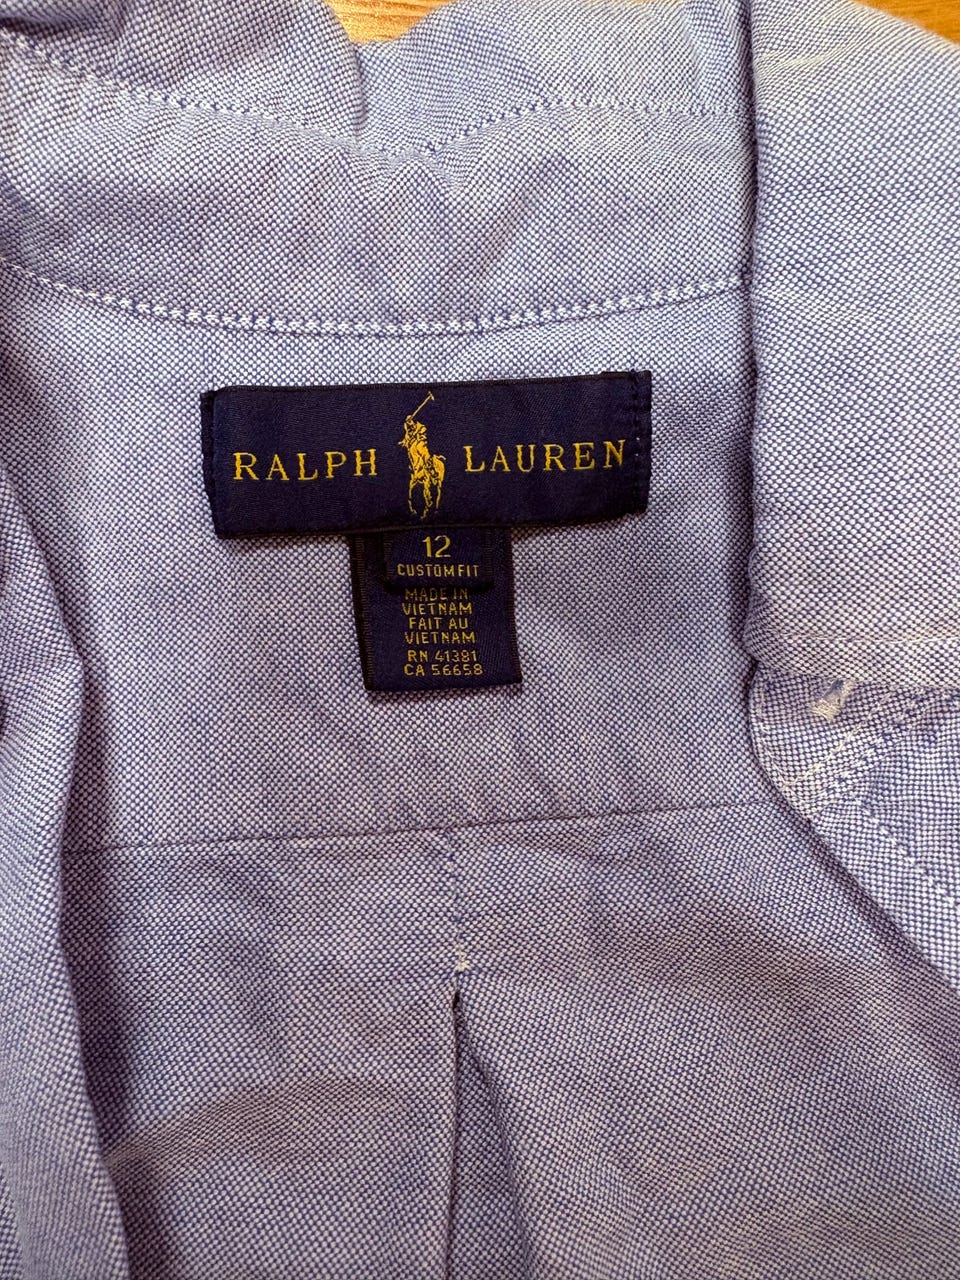 RALPH LAUREN
12
CUSTOM FIT
MADE IN
VIETNAM
FAIT AU
VIETNAM
RN 41381
CA 56658